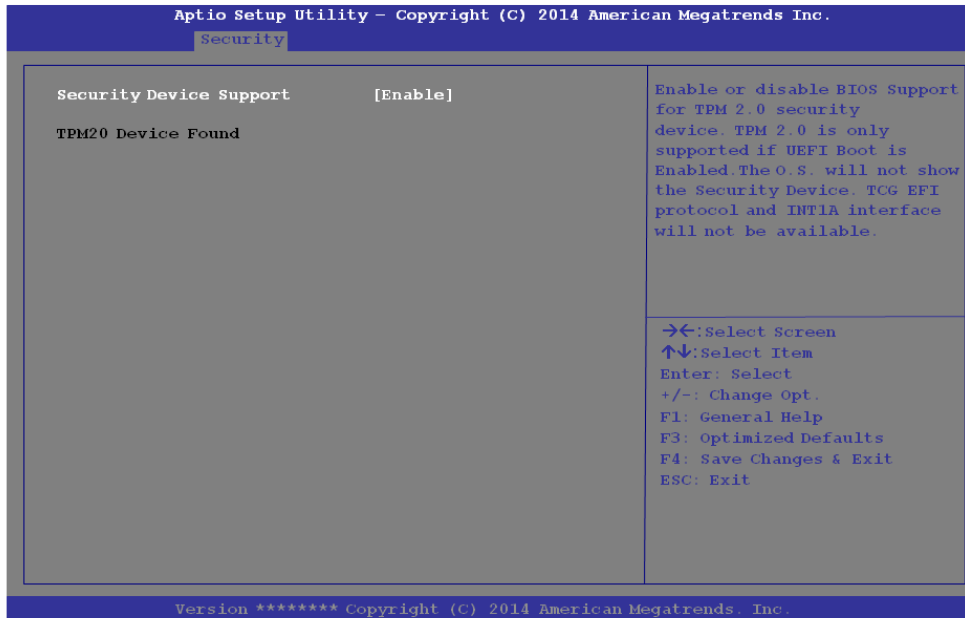 Aptio Setup Utility – Copyright (C) 2014 American Megatrends Inc.
Security
Security Device Support [Enable]
TPM20 Device Found
Enable or disable BIOS Support
for TPM 2.0 security
device. TPM 2.0 is only
supported if UEFI Boot is
Enabled.The O.S. will not show
the Security Device. TCG EFI
protocol and INT1A interface
will not be available.
→←:Select Screen
↑↓:Select Item
Enter: Select
+/-: Change Opt.
F1: General Help
F3: Optimized Defaults
F4: Save Changes & Exit
ESC: Exit
Version ******** Copyright (C) 2014 American Megatrends. Inc.